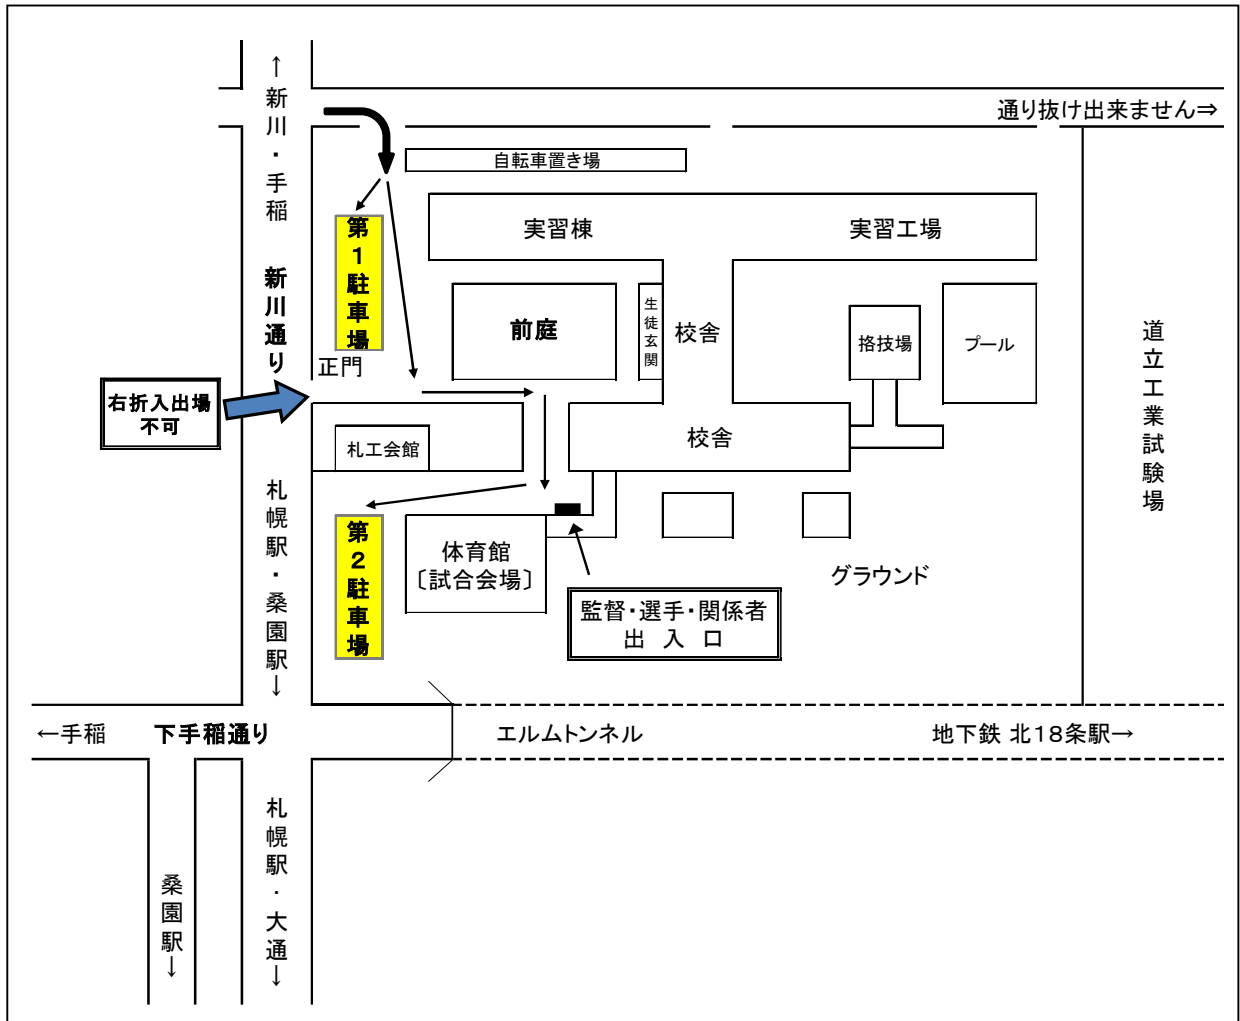 ↑新川・手稲
通り抜け出来ません⇒
自転車置き場
実習棟
実習工場
第1駐車場
新川通り
前庭
生徒玄関
校舎
挌技場
プール
道立工業試験場
正門
右折入出場
不可
札工会館
校舎
札幌駅・桑園駅↓
第2駐車場
体育館
〔試合会場〕
グラウンド
監督・選手・関係者
出 入 口
←手稲
下手稲通り
エルムトンネル
地下鉄 北18条駅→
札幌駅・大通↓
桑園駅↓